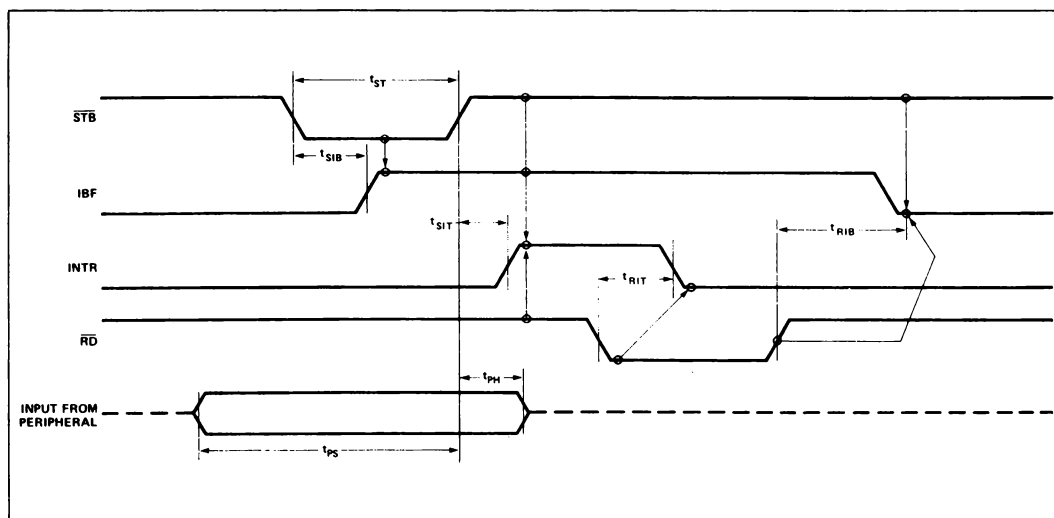 tST
STB
tSIB
IBF
tSIT
tRIB
INTR
tRIT
RD
tPH
INPUT FROM
PERIPHERAL
tPS